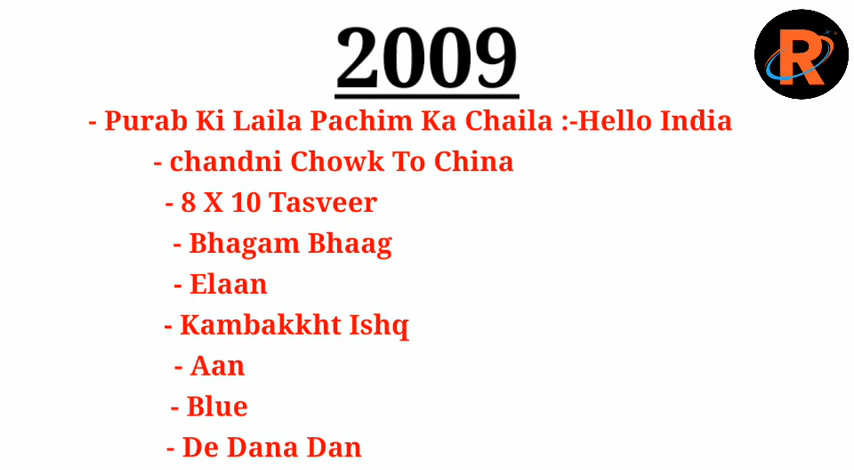 2009
R
- Purab Ki Laila Pachim Ka Chaila :-Hello India
- chandni Chowk To China
- 8 X 10 Tasveer
- Bhagam Bhaag
- Elaan
- Kambakkht Ishq
- Aan
- Blue
- De Dana Dan